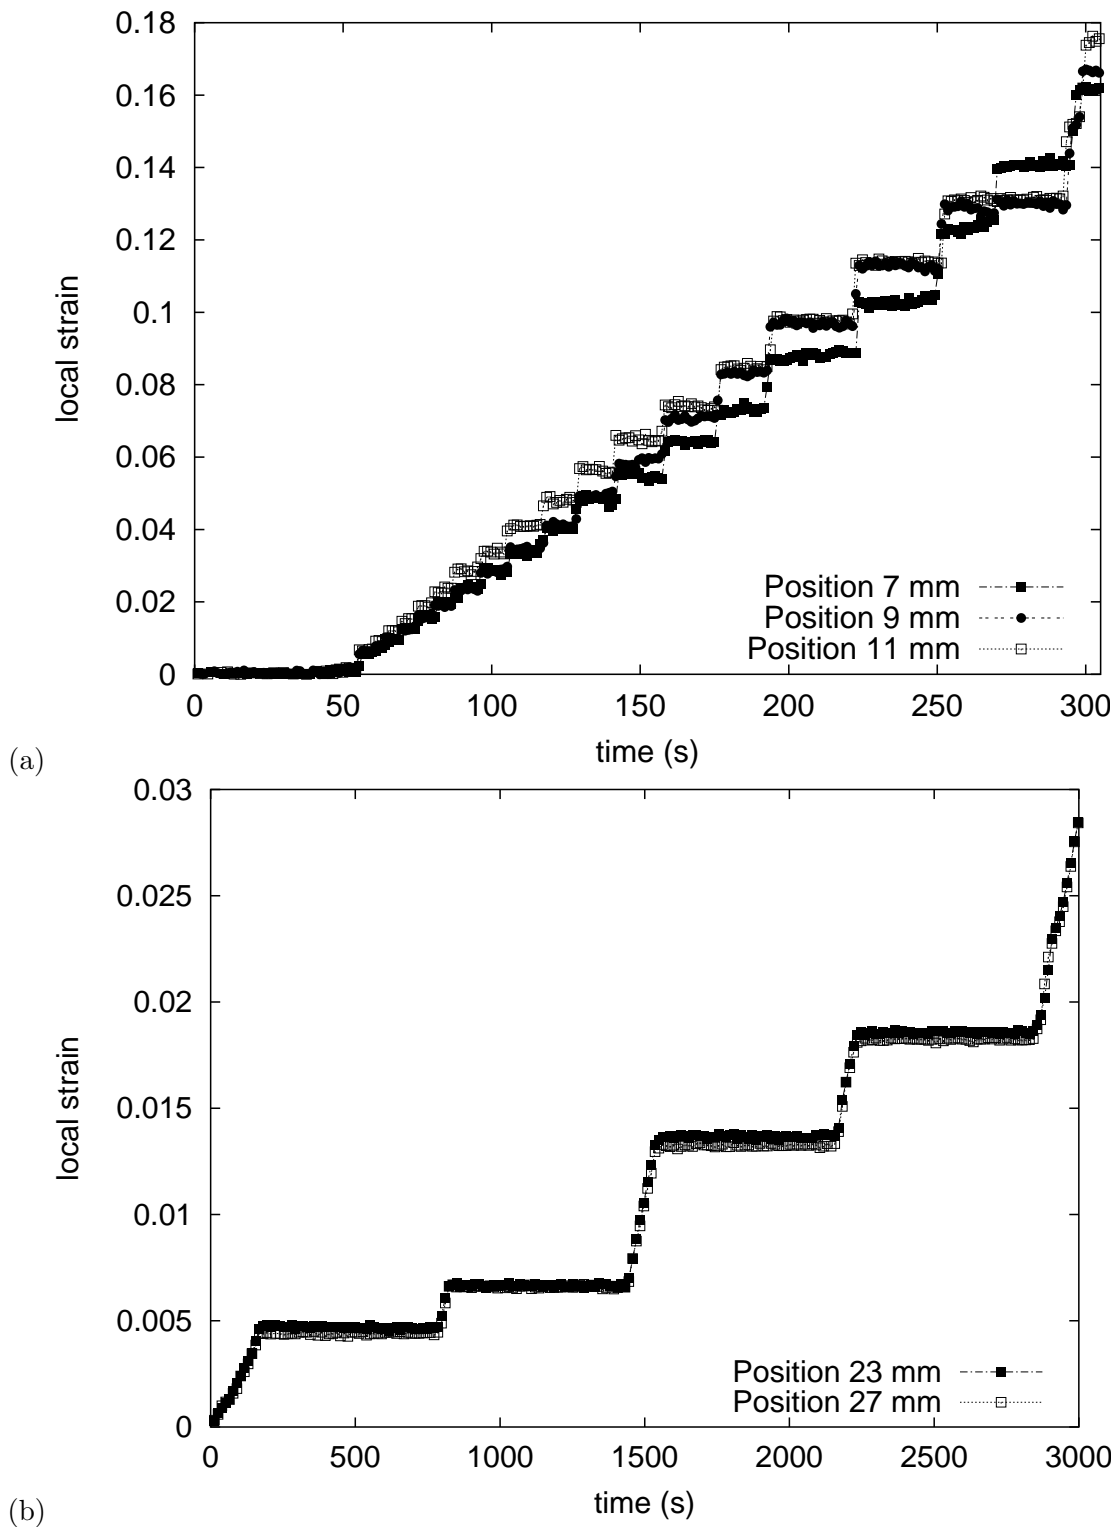 0.18
0.16
0.14
0.12
0.1
0.08
0.06
0.04
0.02
0
local strain
Position 7 mm
Position 9 mm
Position 11 mm
0 50 100 150 200 250 300
time (s)
(a)
0.03
0.025
0.02
0.015
0.01
0.005
0
local strain
Position 23 mm
Position 27 mm
0 500 1000 1500 2000 2500 3000
time (s)
(b)